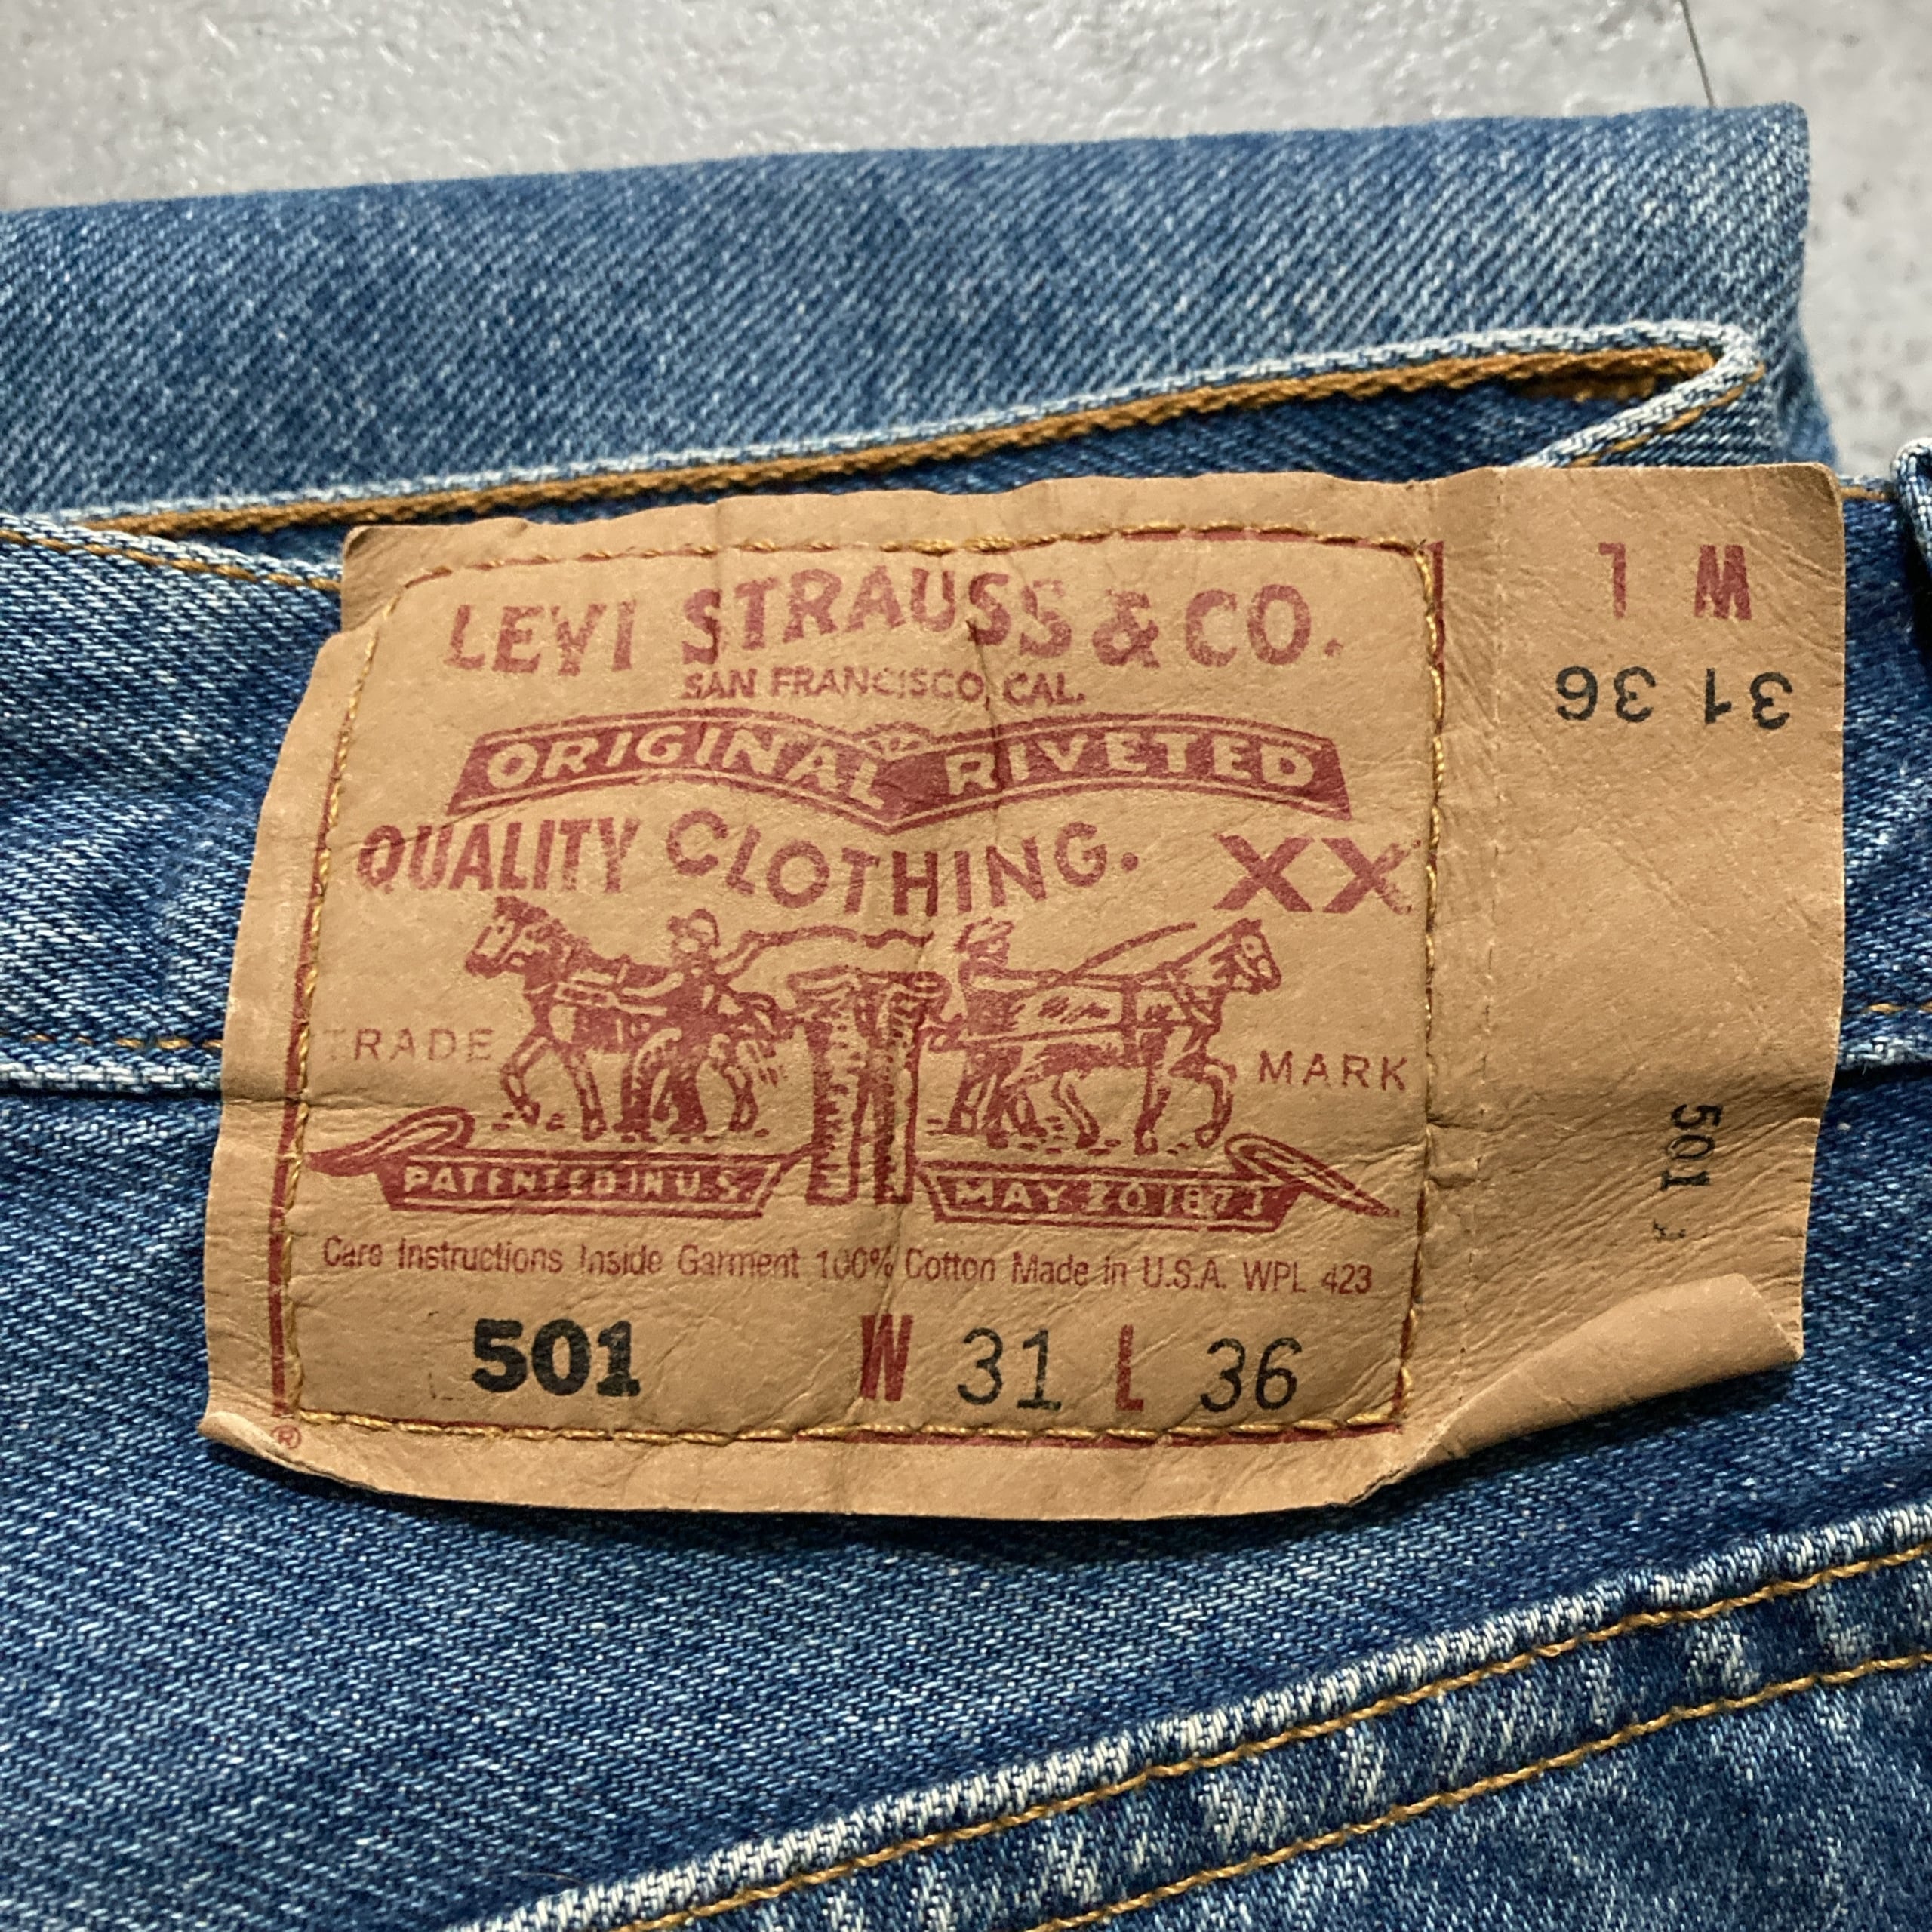 LEVI STRAUSS & CO.
SAN FRANCISCO, CAL.
ORIGINAL RIVETED
QUALITY CLOTHING. XX
TRADE MARK
PATENTED IN U.S. MAY 20 1873
Care Instructions Inside Garment 100% Cotton Made in U.S.A. WPL 423
501 W 31 L 36
®
W L
31 36
501